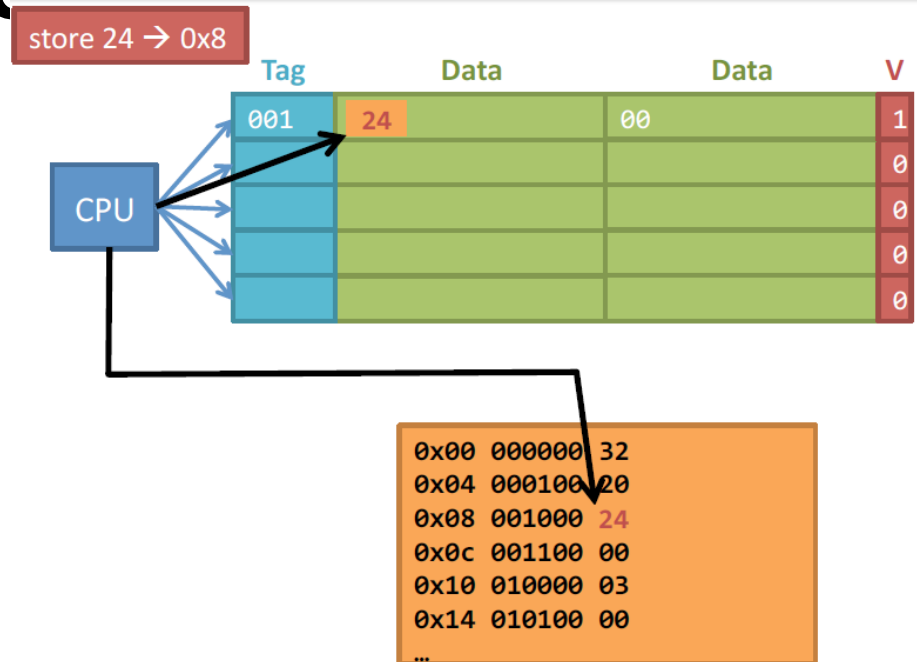 store 24 → 0x8
Tag Data Data V
001 24 00 1
0
0
0
0
CPU
0x00 000000 32
0x04 000100 20
0x08 001000 24
0x0c 001100 00
0x10 010000 03
0x14 010100 00
…